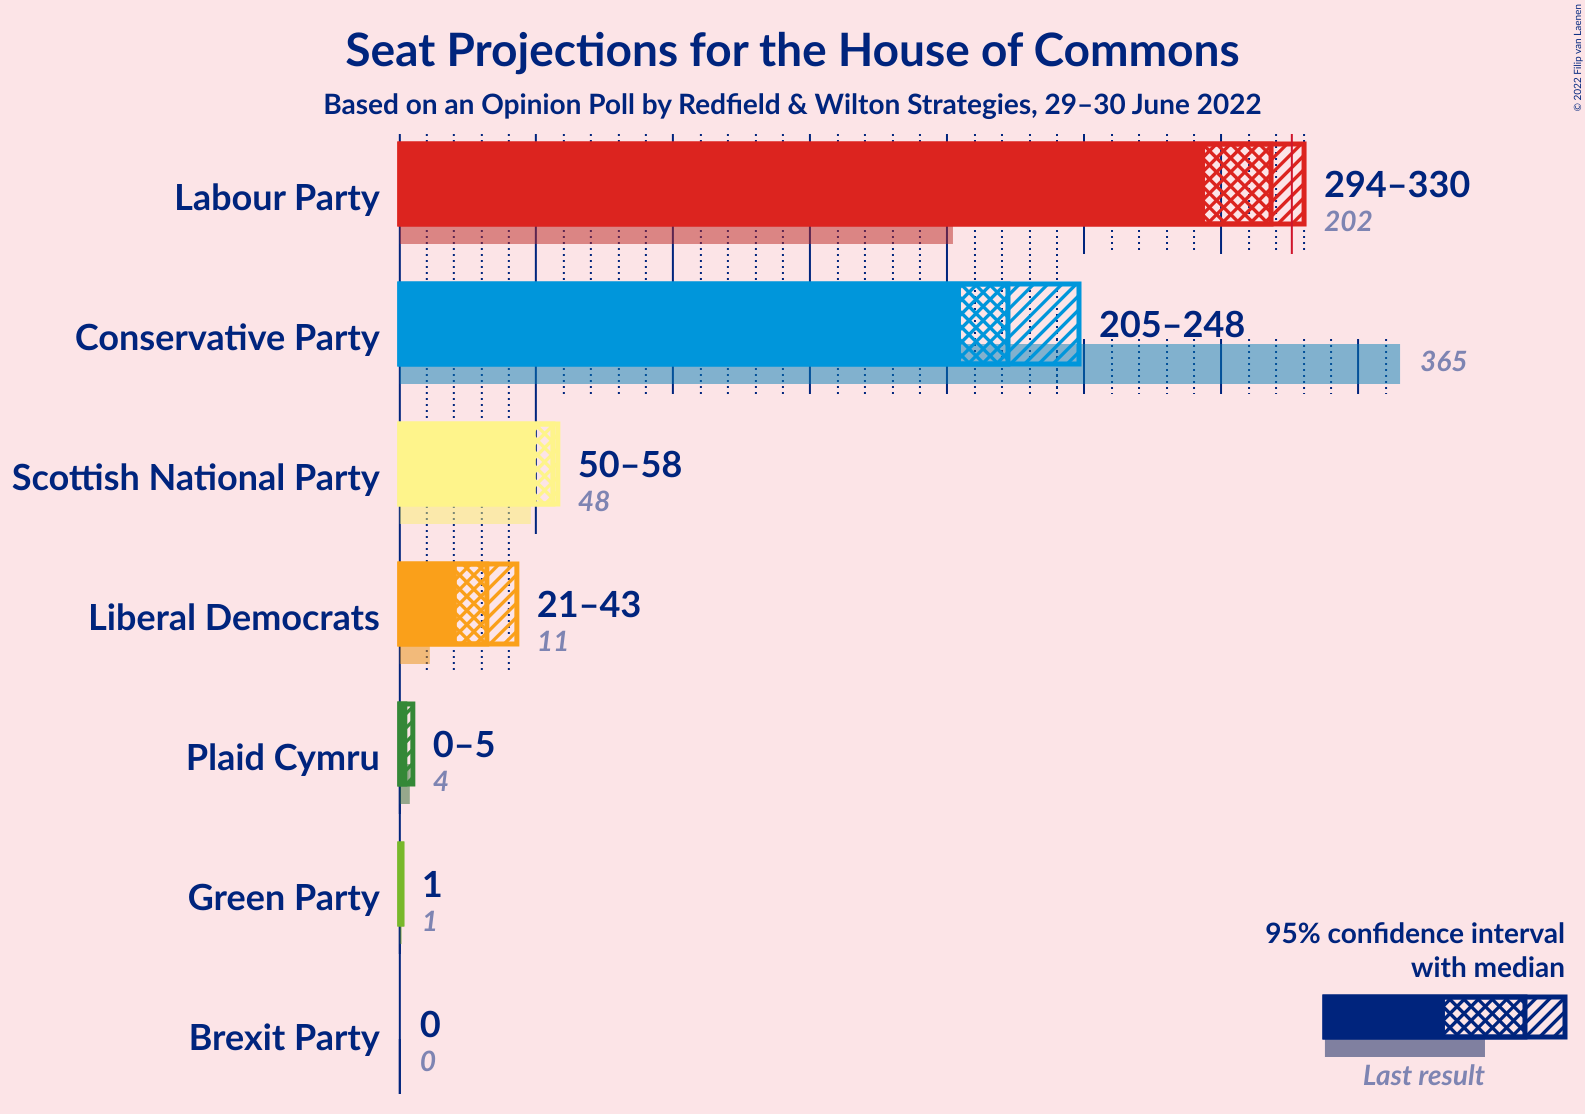 Seat Projections for the House of Commons
Based on an Opinion Poll by Redfield & Wilton Strategies, 29–30 June 2022
© 2022 Filip van Laenen
Labour Party
294–330
202
Conservative Party
205–248
365
Scottish National Party
50–58
48
Liberal Democrats
21–43
11
Plaid Cymru
0–5
4
Green Party
1
1
Brexit Party
0
0
95% confidence interval
with median
Last result